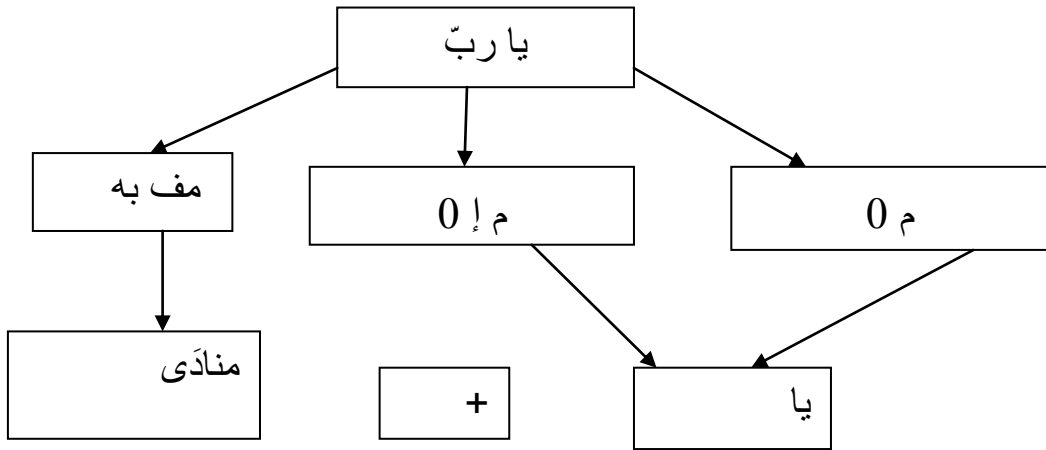 يا ربّ
م 0
م إ 0
مف به
يا
+
منادَى